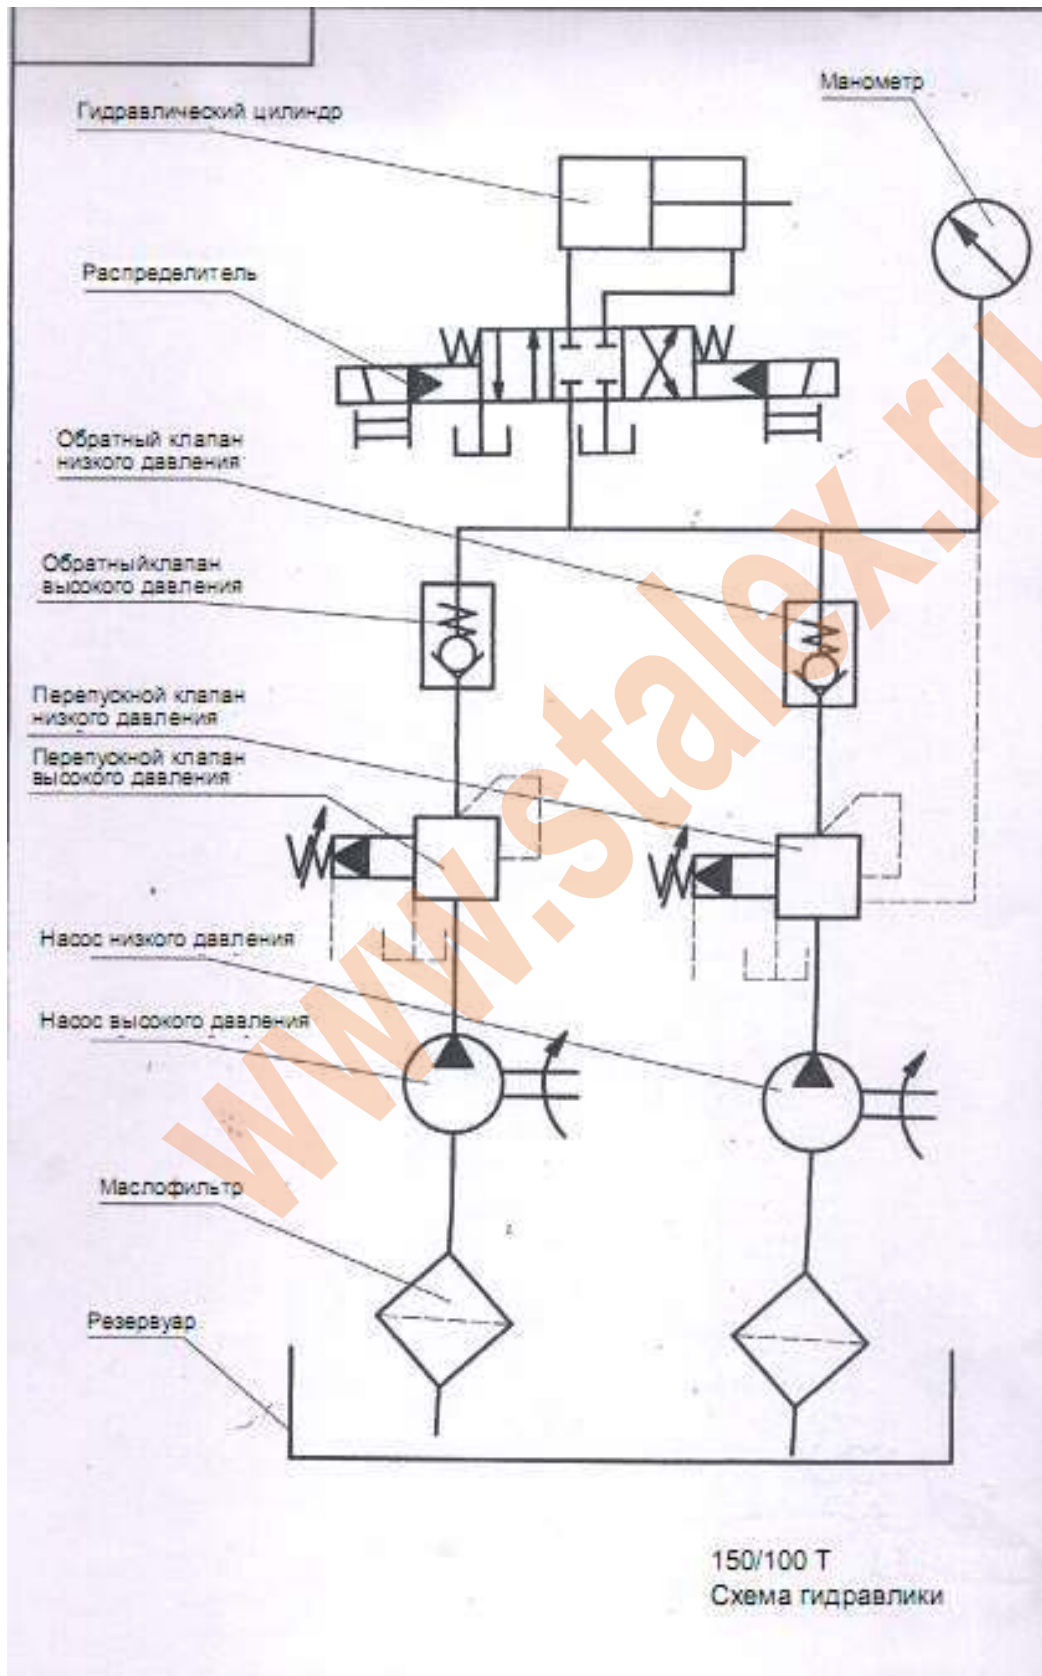 Манометр
Гидравлический цилиндр
Распределитель
Обратный клапан
низкого давления
Обратныйклапан
высокого давления
Перепускной клапан
низкого давления
Перепускной клапан
высокого давления
Насос низкого давления
Насос высокого давления
Маслофильтр
Резервуар
www.stalex.ru
150/100 Т
Схема гидравлики